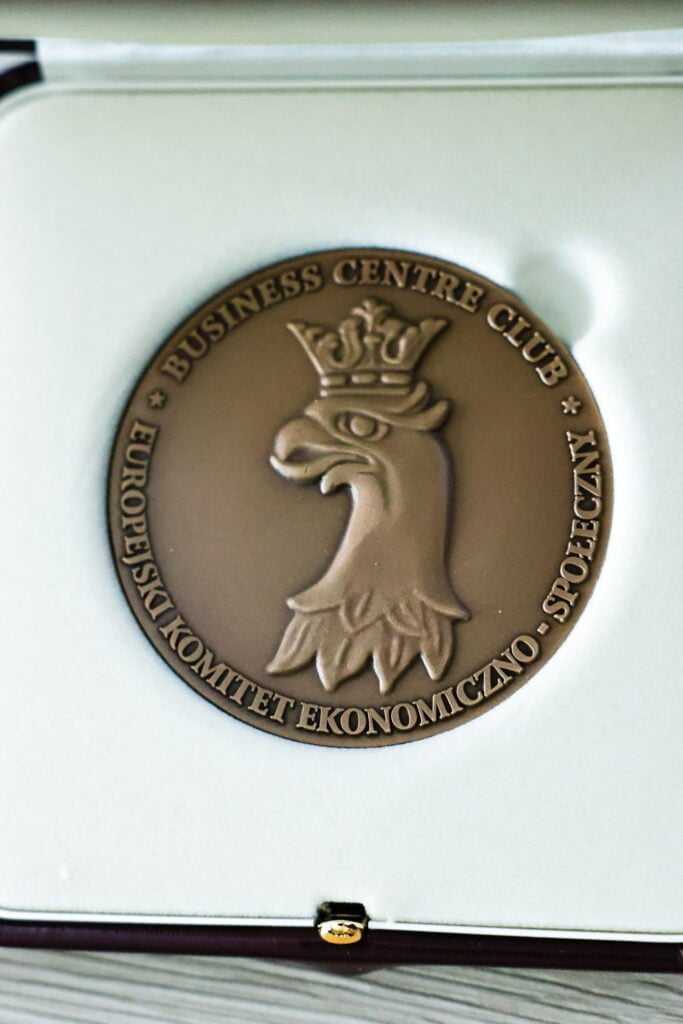 * BUSINESS CENTRE CLUB *
EUROPEJSKI KOMITET EKONOMICZNO - SPOŁECZNY